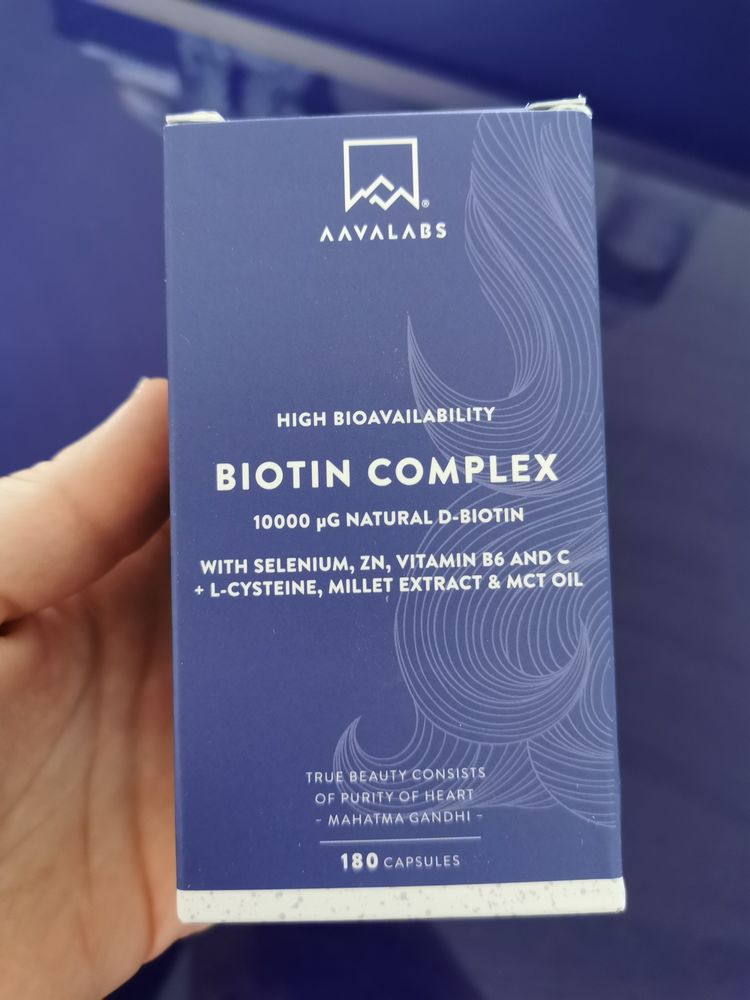 AAVALABS®
HIGH BIOAVAILABILITY
BIOTIN COMPLEX
10000 µG NATURAL D-BIOTIN
WITH SELENIUM, ZN, VITAMIN B6 AND C
+ L-CYSTEINE, MILLET EXTRACT & MCT OIL
TRUE BEAUTY CONSISTS
OF PURITY OF HEART
- MAHATMA GANDHI -
180 CAPSULES